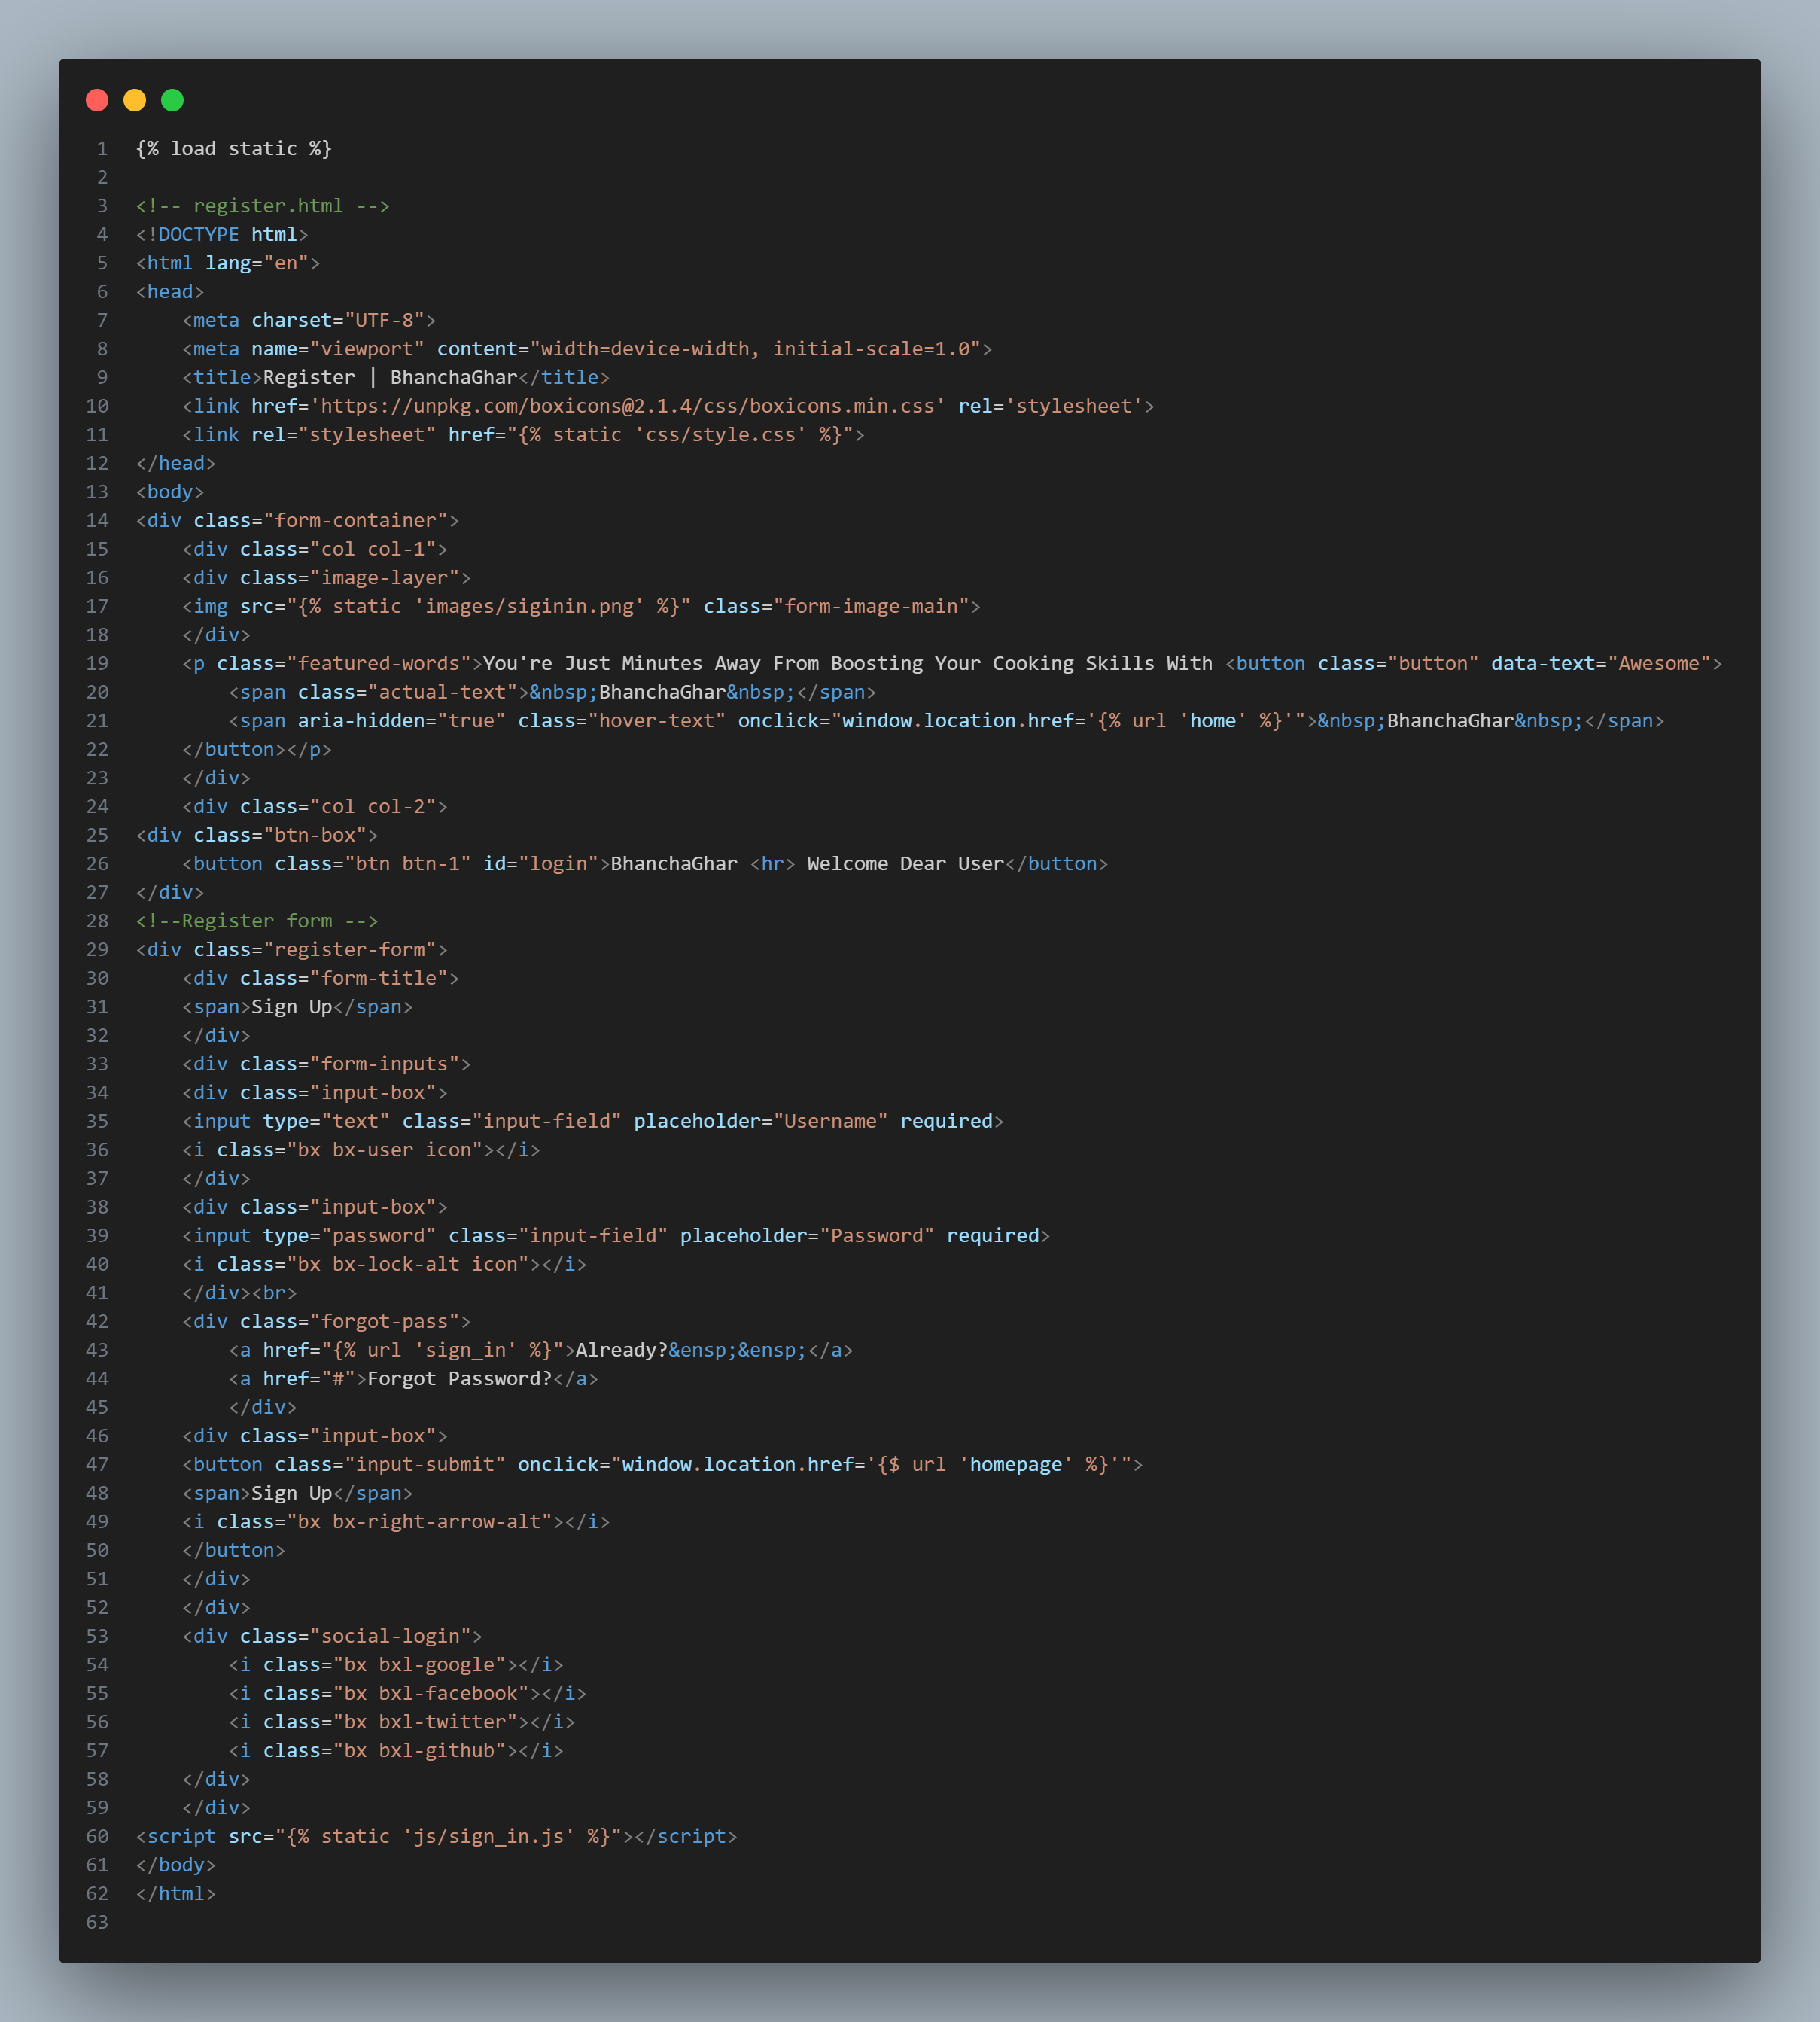 1 {% load static %}
2
3 <!-- register.html -->
4 <!DOCTYPE html>
5 <html lang="en">
6 <head>
7     <meta charset="UTF-8">
8     <meta name="viewport" content="width=device-width, initial-scale=1.0">
9     <title>Register | BhanchaGhar</title>
10     <link href='https://unpkg.com/boxicons@2.1.4/css/boxicons.min.css' rel='stylesheet'>
11     <link rel="stylesheet" href="{% static 'css/style.css' %}">
12 </head>
13 <body>
14 <div class="form-container">
15     <div class="col col-1">
16     <div class="image-layer">
17     <img src="{% static 'images/siginin.png' %}" class="form-image-main">
18     </div>
19     <p class="featured-words">You're Just Minutes Away From Boosting Your Cooking Skills With <button class="button" data-text="Awesome">
20         <span class="actual-text">&nbsp;BhanchaGhar&nbsp;</span>
21         <span aria-hidden="true" class="hover-text" onclick="window.location.href='{% url 'home' %}'">&nbsp;BhanchaGhar&nbsp;</span>
22     </button></p>
23     </div>
24     <div class="col col-2">
25 <div class="btn-box">
26     <button class="btn btn-1" id="login">BhanchaGhar <hr> Welcome Dear User</button>
27 </div>
28 <!--Register form -->
29 <div class="register-form">
30     <div class="form-title">
31     <span>Sign Up</span>
32     </div>
33     <div class="form-inputs">
34     <div class="input-box">
35     <input type="text" class="input-field" placeholder="Username" required>
36     <i class="bx bx-user icon"></i>
37     </div>
38     <div class="input-box">
39     <input type="password" class="input-field" placeholder="Password" required>
40     <i class="bx bx-lock-alt icon"></i>
41     </div><br>
42     <div class="forgot-pass">
43         <a href="{% url 'sign_in' %}">Already?&ensp;&ensp;</a>
44         <a href="#">Forgot Password?</a>
45         </div>
46     <div class="input-box">
47     <button class="input-submit" onclick="window.location.href='{$ url 'homepage' %}'">
48     <span>Sign Up</span>
49     <i class="bx bx-right-arrow-alt"></i>
50     </button>
51     </div>
52     </div>
53     <div class="social-login">
54         <i class="bx bxl-google"></i>
55         <i class="bx bxl-facebook"></i>
56         <i class="bx bxl-twitter"></i>
57         <i class="bx bxl-github"></i>
58     </div>
59     </div>
60 <script src="{% static 'js/sign_in.js' %}"></script>
61 </body>
62 </html>
63